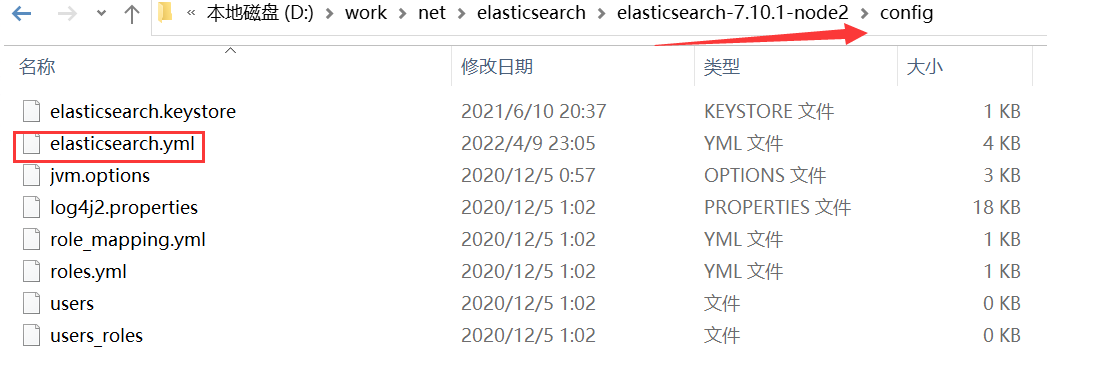 « 本地磁盘 (D:) > work > net > elasticsearch > elasticsearch-7.10.1-node2 > config
名称 修改日期 类型 大小
elasticsearch.keystore 2021/6/10 20:37 KEYSTORE 文件 1 KB
elasticsearch.yml 2022/4/9 23:05 YML 文件 4 KB
jvm.options 2020/12/5 0:57 OPTIONS 文件 3 KB
log4j2.properties 2020/12/5 1:02 PROPERTIES 文件 18 KB
role_mapping.yml 2020/12/5 1:02 YML 文件 1 KB
roles.yml 2020/12/5 1:02 YML 文件 1 KB
users 2020/12/5 1:02 文件 0 KB
users_roles 2020/12/5 1:02 文件 0 KB